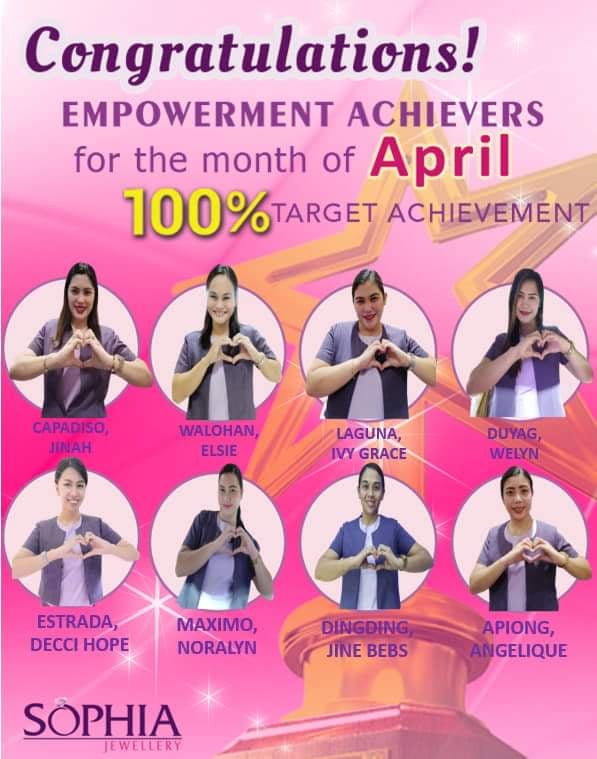 Congratulations!
EMPOWERMENT ACHIEVERS
for the month of April
100% TARGET ACHIEVEMENT
CAPADISO,
JINAH
WALOHAN,
ELSIE
LAGUNA,
IVY GRACE
DUYAG,
WELYN
ESTRADA,
DECCI HOPE
MAXIMO,
NORALYN
DINGDING,
JINE BEBS
APIONG,
ANGELIQUE
SOPHIA
JEWELLERY